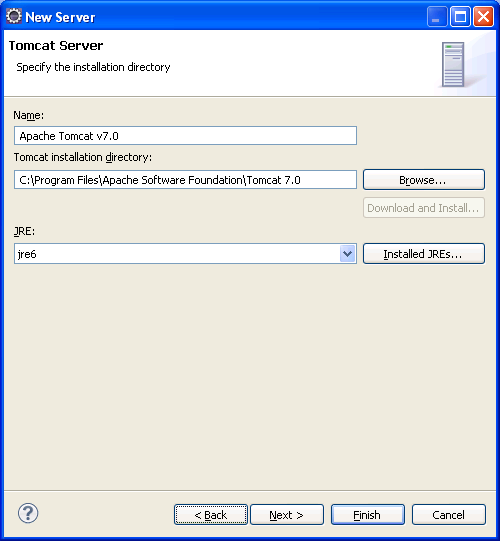 New Server
Tomcat Server
Specify the installation directory
Name:
Apache Tomcat v7.0
Tomcat installation directory:
C:\Program Files\Apache Software Foundation\Tomcat 7.0
Browse...
Download and Install...
JRE:
jre6
Installed JREs...
?
< Back
Next >
Finish
Cancel